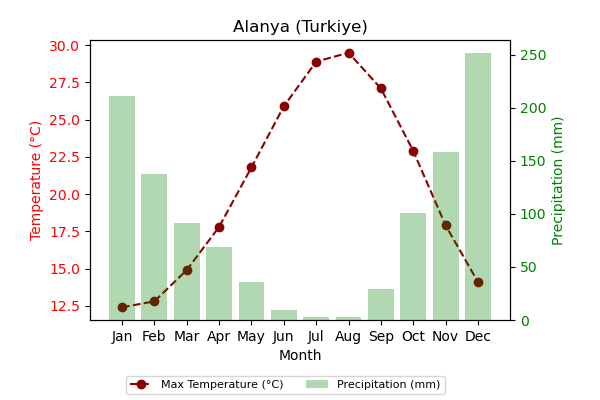 Alanya (Turkiye)
30.0
27.5
25.0
22.5
20.0
17.5
15.0
12.5
Temperature (°C)
250
200
150
100
50
0
Precipitation (mm)
Jan Feb Mar Apr May Jun Jul Aug Sep Oct Nov Dec
Month
Max Temperature (°C) Precipitation (mm)